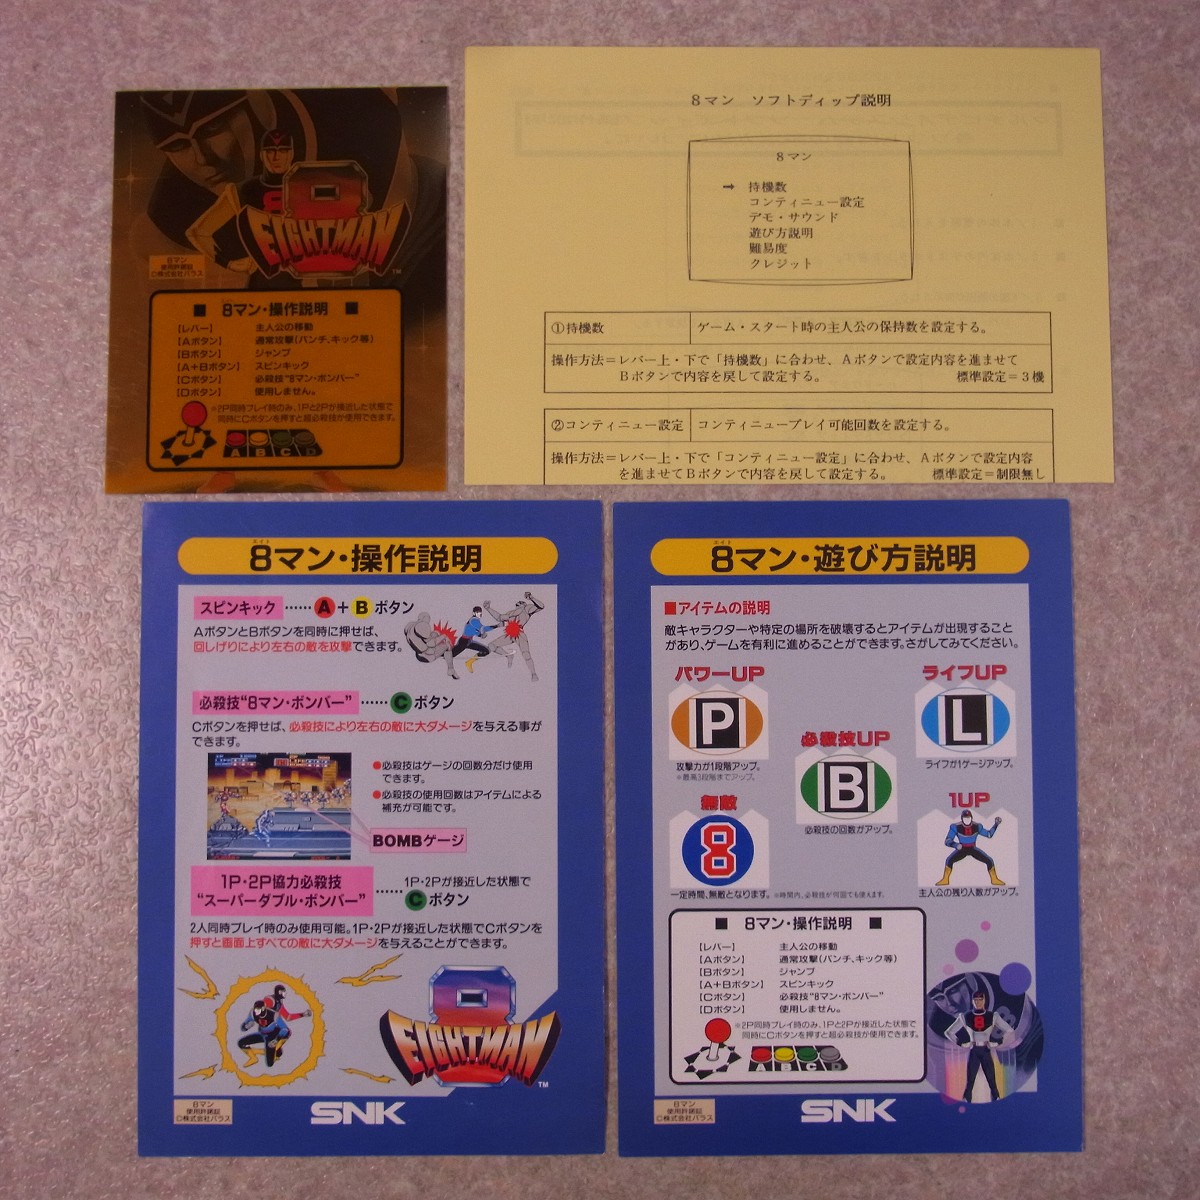 EIGHTMAN
™
8マン
使用許諾証
©株式会社パラス
■ 8マン・操作説明 ■
【レバー】 主人公の移動
【Aボタン】 通常攻撃(パンチ、キック等)
【Bボタン】 ジャンプ
【A+Bボタン】 スピンキック
【Cボタン】 必殺技"8マン・ボンバー"
【Dボタン】 使用しません。
※2P同時プレイ時のみ、1Pと2Pが接近した状態で
同時にCボタンを押すと超必殺技が使用できます。
A B C D
8マン ソフトディップ説明
8マン
➡ 持機数
コンティニュー設定
デモ・サウンド
遊び方説明
難易度
クレジット
①持機数 ゲーム・スタート時の主人公の保持数を設定する。
操作方法=レバー上・下で「持機数」に合わせ、Aボタンで設定内容を進ませて
Bボタンで内容を戻して設定する。 標準設定=3機
②コンティニュー設定 コンティニュープレイ可能回数を設定する。
操作方法=レバー上・下で「コンティニュー設定」に合わせ、Aボタンで設定内容
を進ませてBボタンで内容を戻して設定する。 標準設定=制限無し
エイト
8マン・操作説明
スピンキック ……A+Bボタン
AボタンとBボタンを同時に押せば、
回しげりにより左右の敵を攻撃できます。
必殺技"8マン・ボンバー" ……Cボタン
Cボタンを押せば、必殺技により左右の敵に大ダメージを与える事が
できます。
●必殺技はゲージの回数分だけ使用
できます。
●必殺技の使用回数はアイテムによる
補充が可能です。
BOMBゲージ
1P・2P協力必殺技
"スーパーダブル・ボンバー"
……1P・2Pが接近した状態で
Cボタン
2人同時プレイ時のみ使用可能。1P・2Pが接近した状態でCボタンを
押すと画面上すべての敵に大ダメージを与えることができます。
EIGHTMAN
™
8マン
使用許諾証
©株式会社パラス
SNK
エイト
8マン・遊び方説明
■アイテムの説明
敵キャラクターや特定の場所を破壊するとアイテムが出現すること
があり、ゲームを有利に進めることができます。さがしてみてください。
パワーUP
P
攻撃力が1段階アップ。
※最高3段階までアップ。
ライフUP
L
ライフが1ゲージアップ。
必殺技UP
B
必殺技の回数がアップ。
無敵
8
一定時間、無敵となります。※時間内、必殺技が何回でも使えます。
1UP
主人公の残り人数がアップ。
■ 8マン・操作説明 ■
【レバー】 主人公の移動
【Aボタン】 通常攻撃(パンチ、キック等)
【Bボタン】 ジャンプ
【A+Bボタン】 スピンキック
【Cボタン】 必殺技"8マン・ボンバー"
【Dボタン】 使用しません。
※2P同時プレイ時のみ、1Pと2Pが接近した状態で
同時にCボタンを押すと超必殺技が使用できます。
A B C D
8マン
使用許諾証
©株式会社パラス
SNK